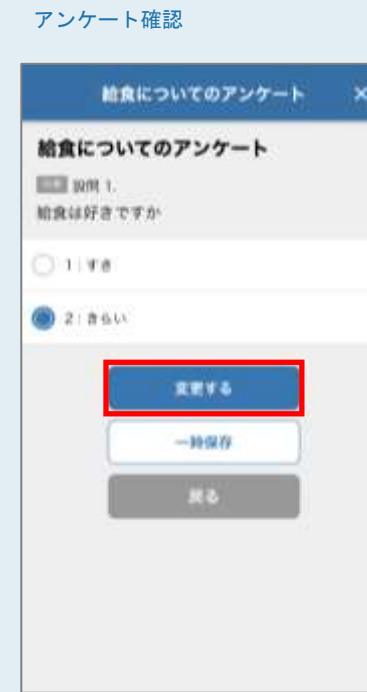 アンケート確認
給食についてのアンケート ×
給食についてのアンケート
設問 1.
給食は好きですか
1:すき
2:きらい
変更する
一時保存
戻る